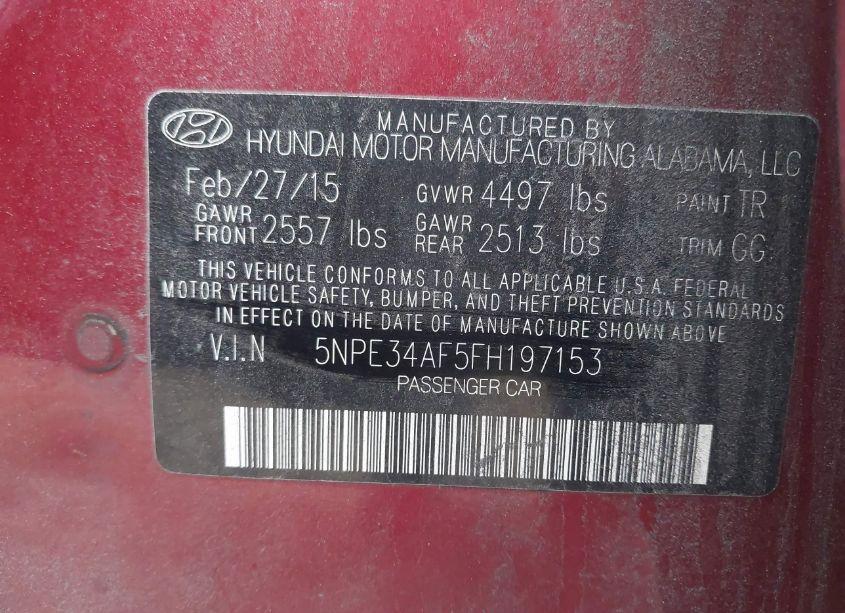 MANUFACTURED BY
HYUNDAI MOTOR MANUFACTURING ALABAMA, LLC
Feb/27/15 GVWR 4497 lbs PAINT TR
GAWR FRONT 2557 lbs GAWR REAR 2513 lbs TRIM GG
THIS VEHICLE CONFORMS TO ALL APPLICABLE U.S.A. FEDERAL
MOTOR VEHICLE SAFETY, BUMPER, AND THEFT PREVENTION STANDARDS
IN EFFECT ON THE DATE OF MANUFACTURE SHOWN ABOVE
V.I.N 5NPE34AF5FH197153
PASSENGER CAR